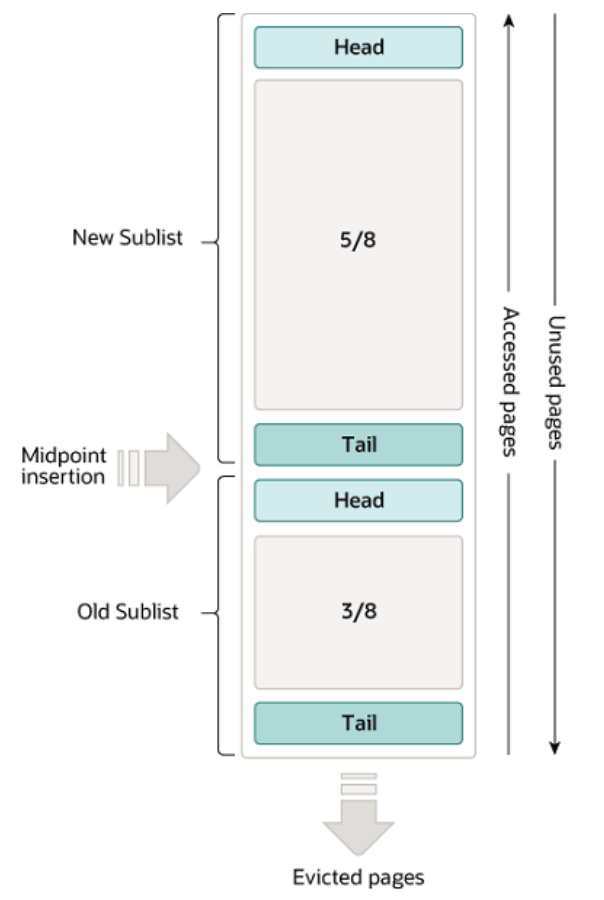 Head
New Sublist
5/8
Accessed pages
Unused pages
Tail
Midpoint
insertion
Head
Old Sublist
3/8
Tail
Evicted pages